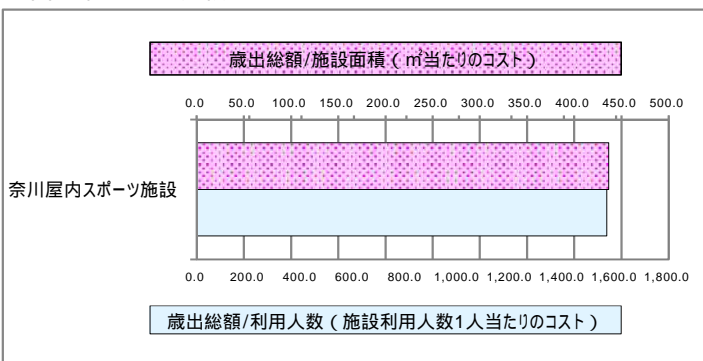 歳出総額/施設面積(㎡当たりのコスト)
0.0 50.0 100.0 150.0 200.0 250.0 300.0 350.0 400.0 450.0 500.0
奈川屋内スポーツ施設
0.0 200.0 400.0 600.0 800.0 1,000.0 1,200.0 1,400.0 1,600.0 1,800.0
歳出総額/利用人数(施設利用人数1人当たりのコスト)